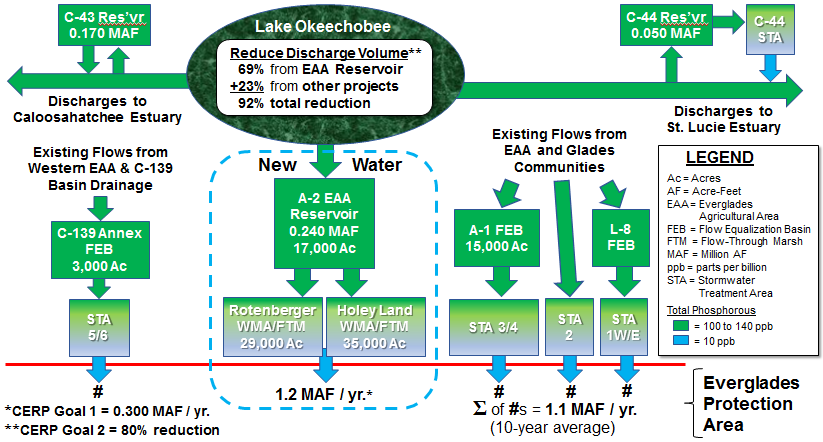 C-43 Res'vr
0.170 MAF
Lake Okeechobee
Reduce Discharge Volume**
69% from EAA Reservoir
+23% from other projects
92% total reduction
C-44 Res'vr
0.050 MAF
C-44
STA
Discharges to
Caloosahatchee Estuary
Discharges to
St. Lucie Estuary
Existing Flows from
Western EAA & C-139
Basin Drainage
C-139 Annex
FEB
3,000 Ac
STA
5/6
#
New Water
A-2 EAA
Reservoir
0.240 MAF
17,000 Ac
Rotenberger
WMA/FTM
29,000 Ac
Holey Land
WMA/FTM
35,000 Ac
1.2 MAF / yr.*
Existing Flows from
EAA and Glades
Communities
A-1 FEB
15,000 Ac
L-8
FEB
STA 3/4
STA
2
STA
1W/E
# # #
Σ of #s = 1.1 MAF / yr.
(10-year average)
LEGEND
Ac = Acres
AF = Acre-Feet
EAA = Everglades
Agricultural Area
FEB = Flow Equalization Basin
FTM = Flow-Through Marsh
MAF = Million AF
ppb = parts per billion
STA = Stormwater
Treatment Area
Total Phosphorous
= 100 to 140 ppb
= 10 ppb
Everglades
Protection
Area
*CERP Goal 1 = 0.300 MAF / yr.
**CERP Goal 2 = 80% reduction